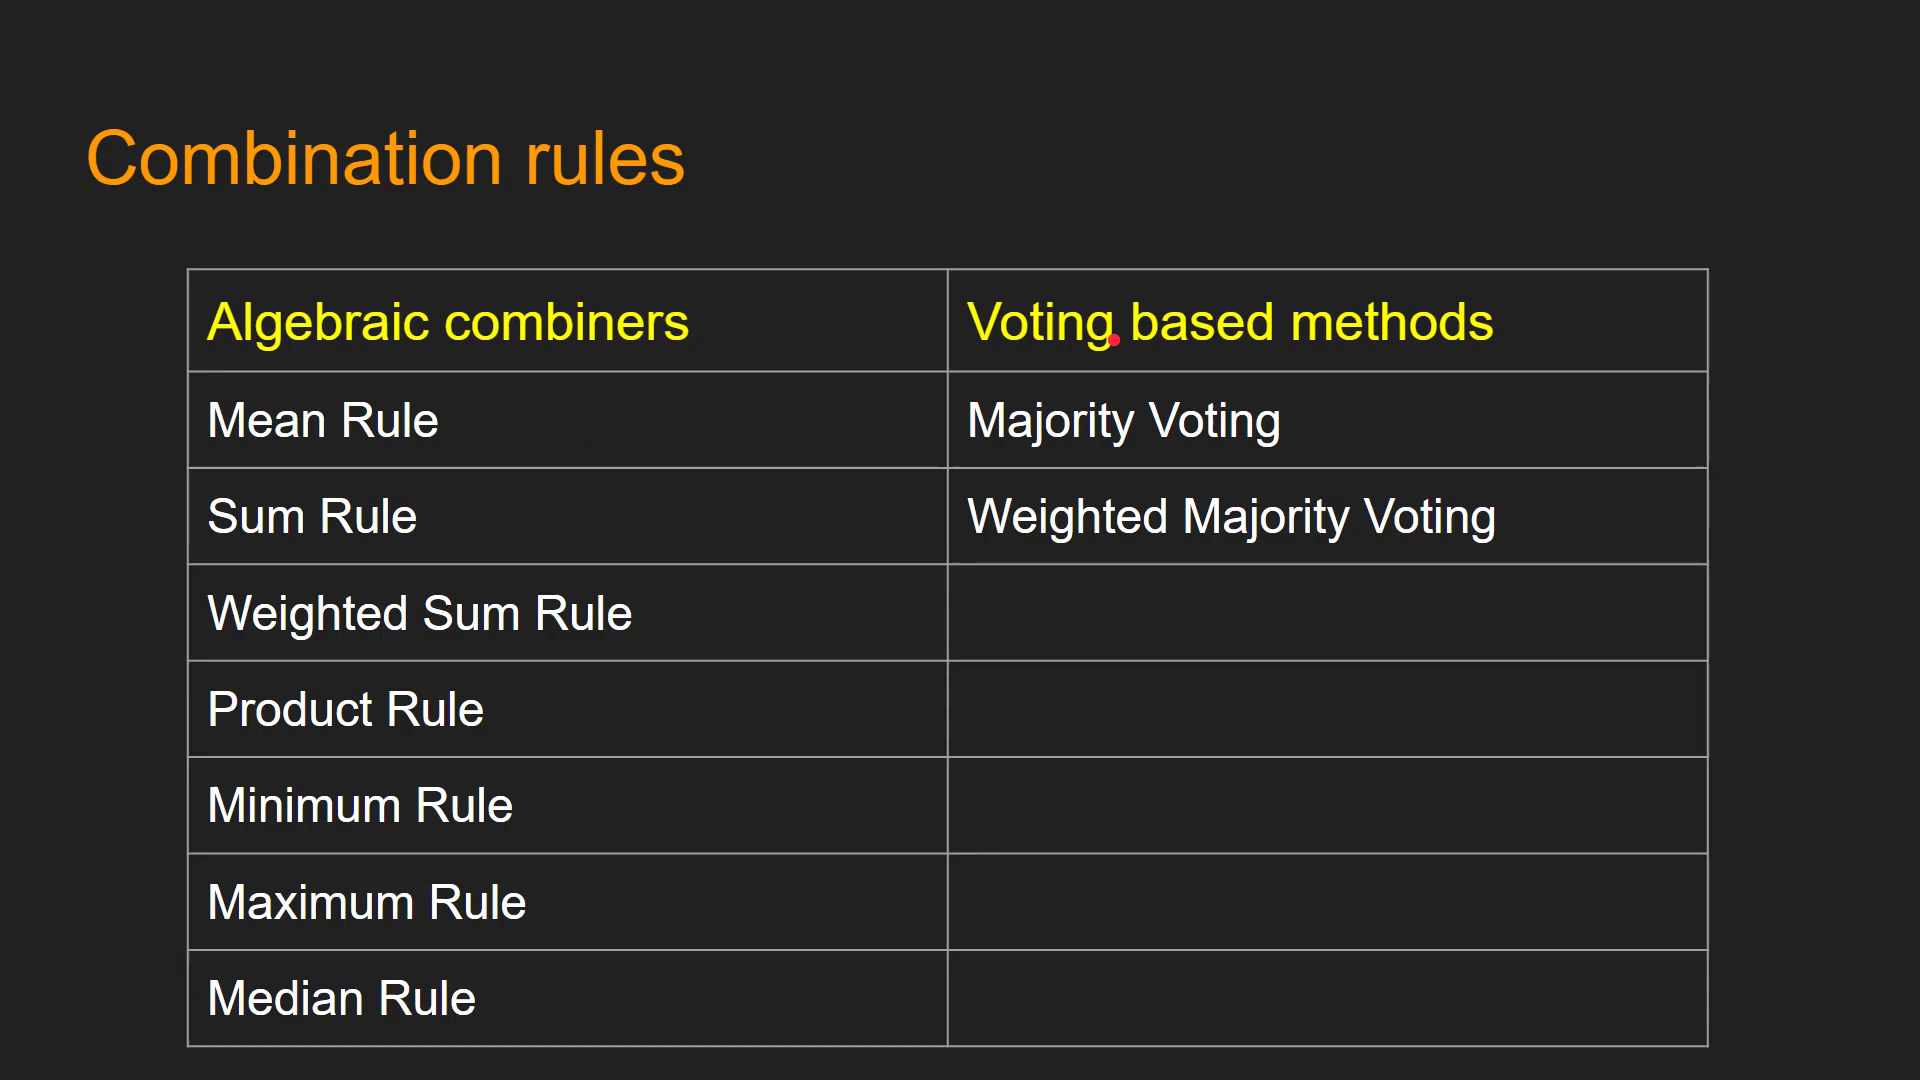 Combination rules
Algebraic combiners
Voting based methods
Mean Rule
Majority Voting
Sum Rule
Weighted Majority Voting
Weighted Sum Rule
Product Rule
Minimum Rule
Maximum Rule
Median Rule